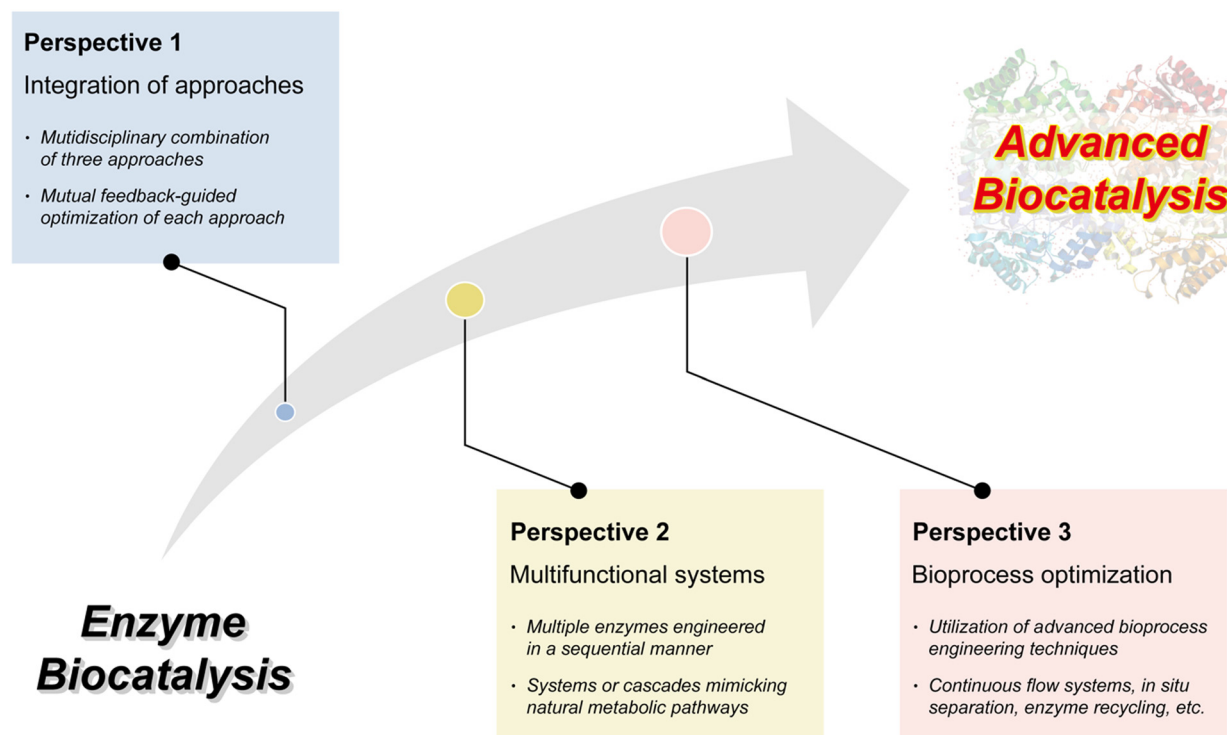 Perspective 1
Integration of approaches
· Mutidisciplinary combination
of three approaches
· Mutual feedback-guided
optimization of each approach
Advanced
Biocatalysis
Enzyme
Biocatalysis
Perspective 2
Multifunctional systems
· Multiple enzymes engineered
in a sequential manner
· Systems or cascades mimicking
natural metabolic pathways
Perspective 3
Bioprocess optimization
· Utilization of advanced bioprocess
engineering techniques
· Continuous flow systems, in situ
separation, enzyme recycling, etc.